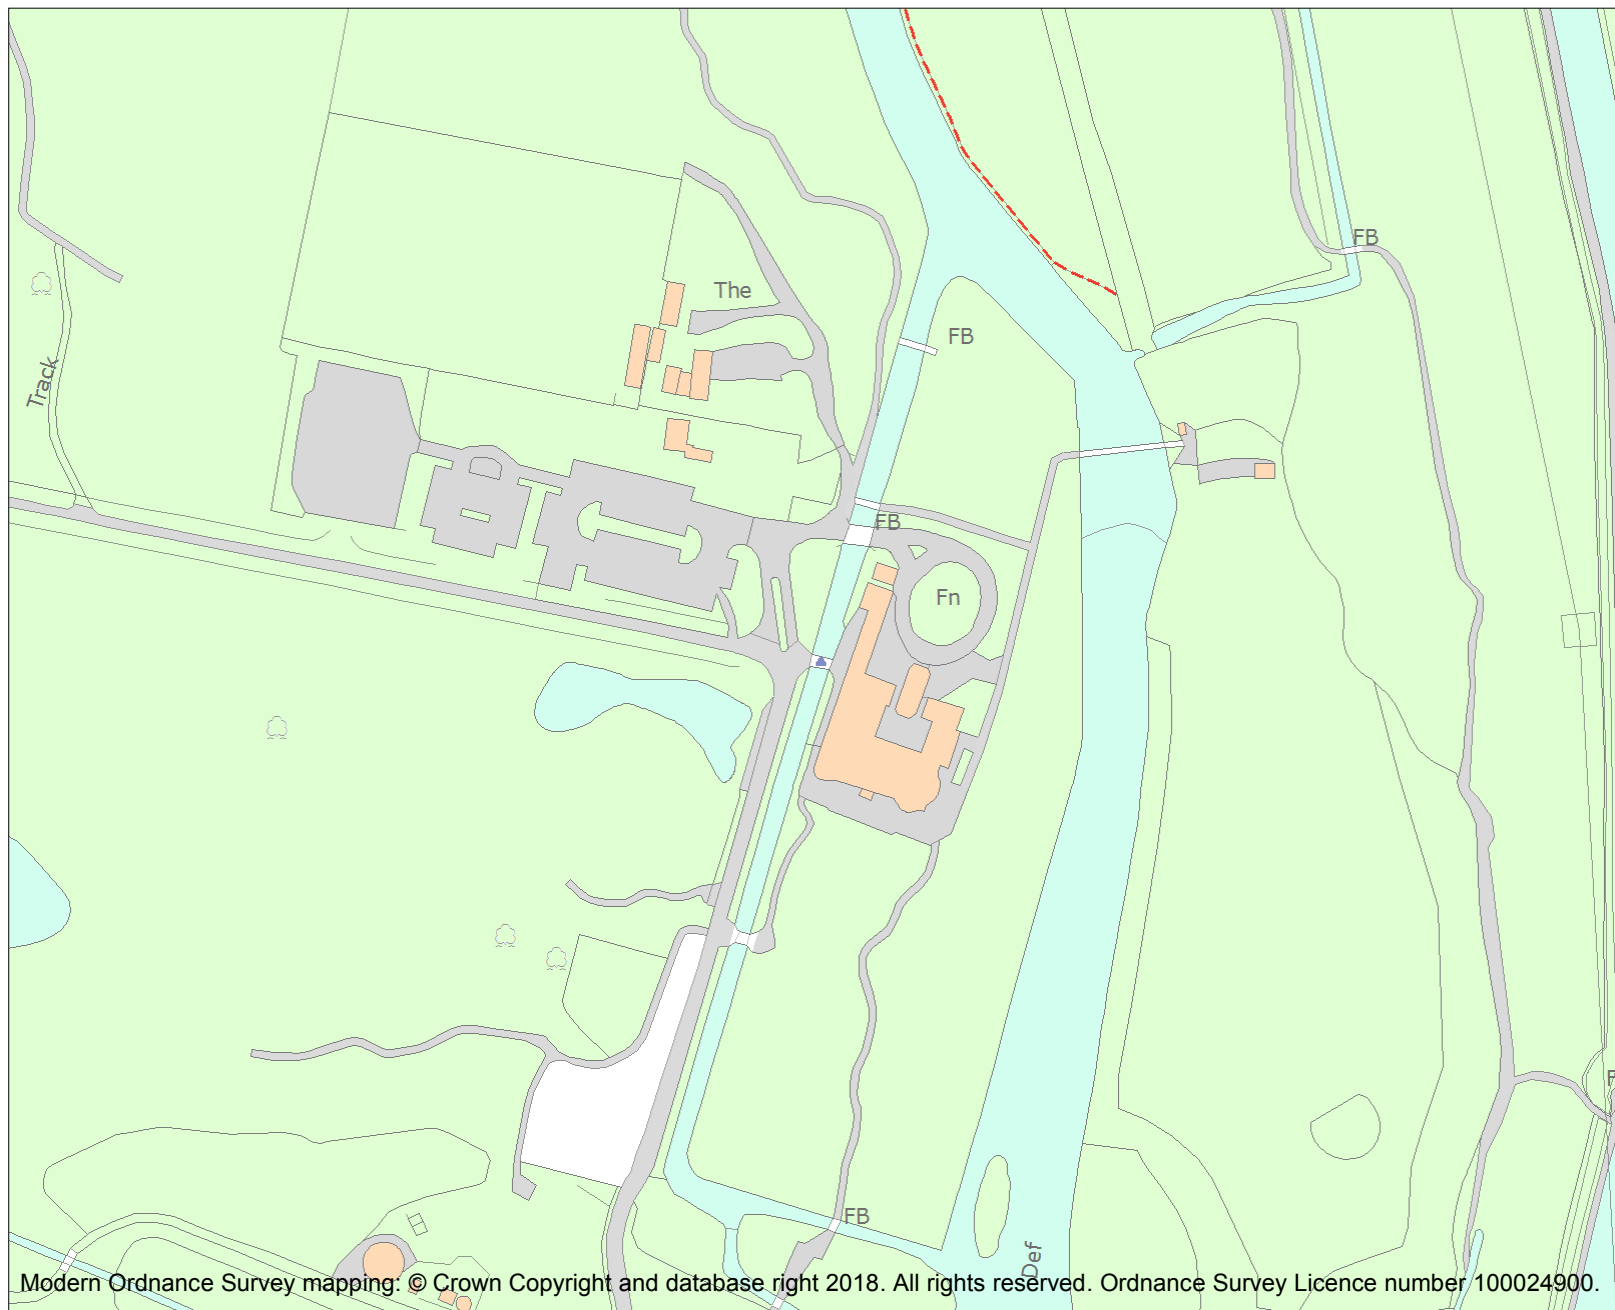 FB
The
FB
Track
FB
Fn
F
FB
Def
Modern Ordnance Survey mapping: © Crown Copyright and database right 2018. All rights reserved. Ordnance Survey Licence number 100024900.